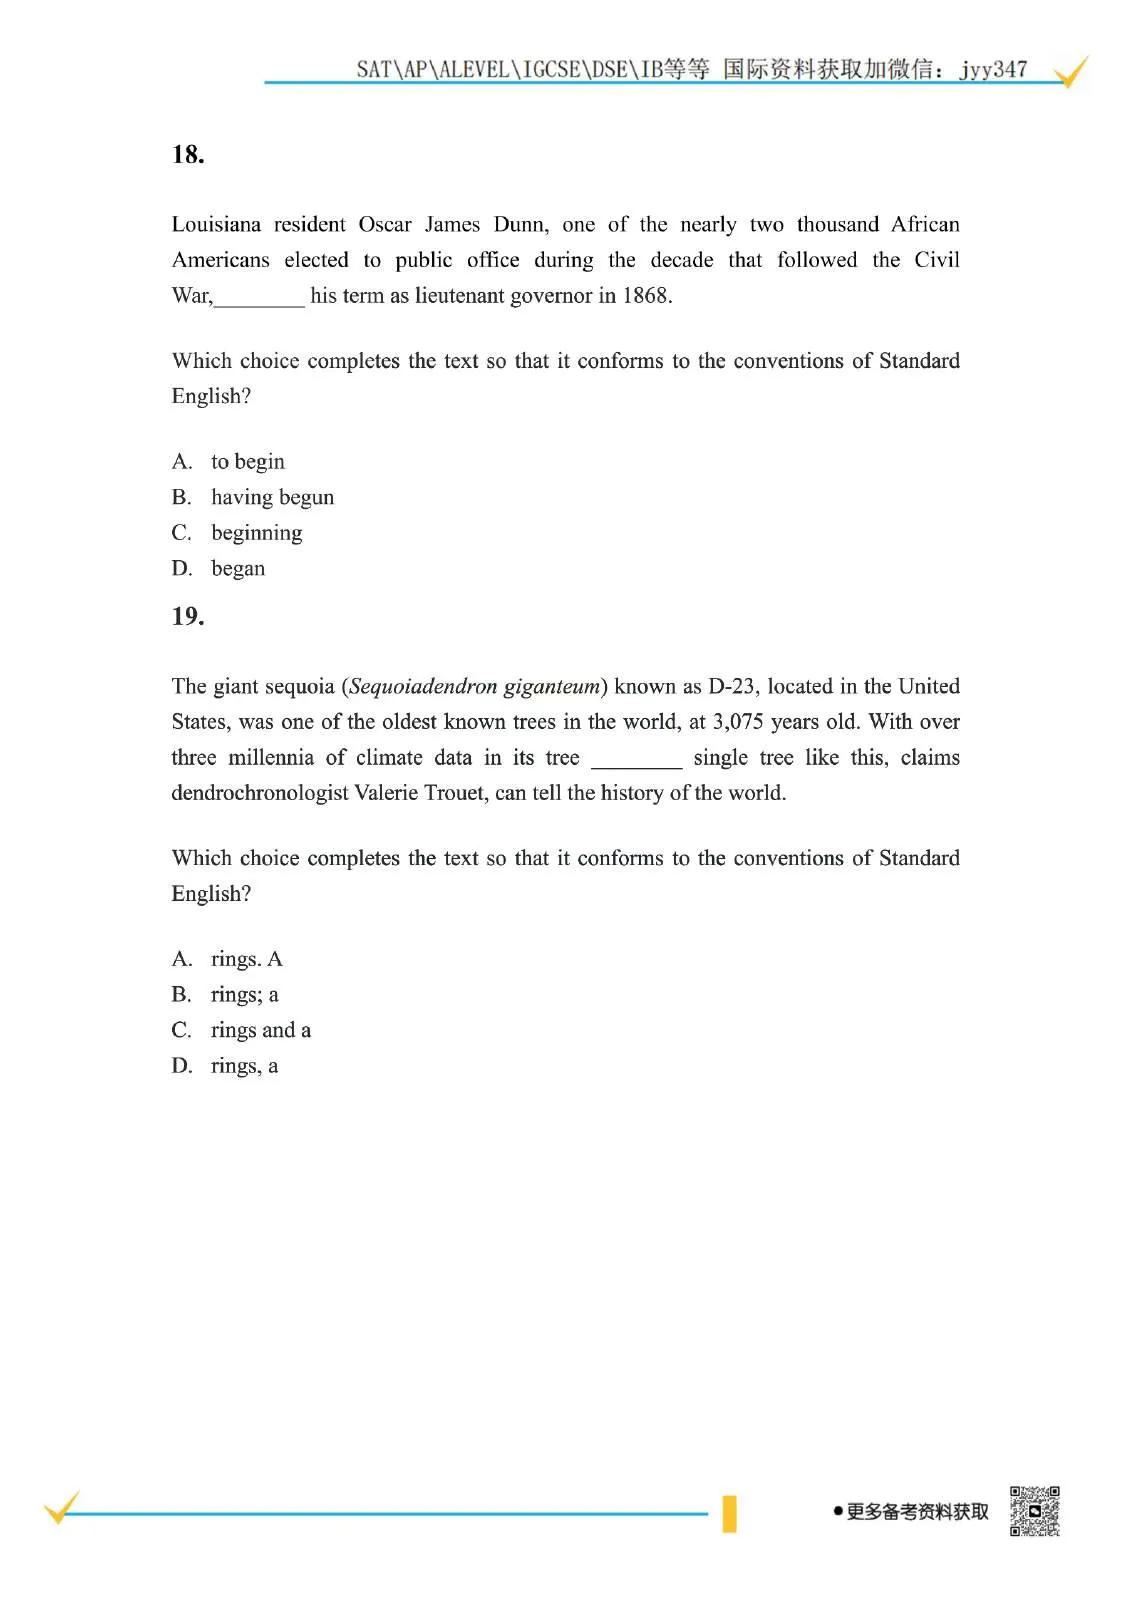 SAT\AP\ALEVEL\IGCSE\DSE\IB等等 国际资料获取加微信：jyy347
18.
Louisiana resident Oscar James Dunn, one of the nearly two thousand African
Americans elected to public office during the decade that followed the Civil
War,________ his term as lieutenant governor in 1868.
Which choice completes the text so that it conforms to the conventions of Standard
English?
A. to begin
B. having begun
C. beginning
D. began
19.
The giant sequoia (Sequoiadendron giganteum) known as D-23, located in the United
States, was one of the oldest known trees in the world, at 3,075 years old. With over
three millennia of climate data in its tree ________ single tree like this, claims
dendrochronologist Valerie Trouet, can tell the history of the world.
Which choice completes the text so that it conforms to the conventions of Standard
English?
A. rings. A
B. rings; a
C. rings and a
D. rings, a
●更多备考资料获取